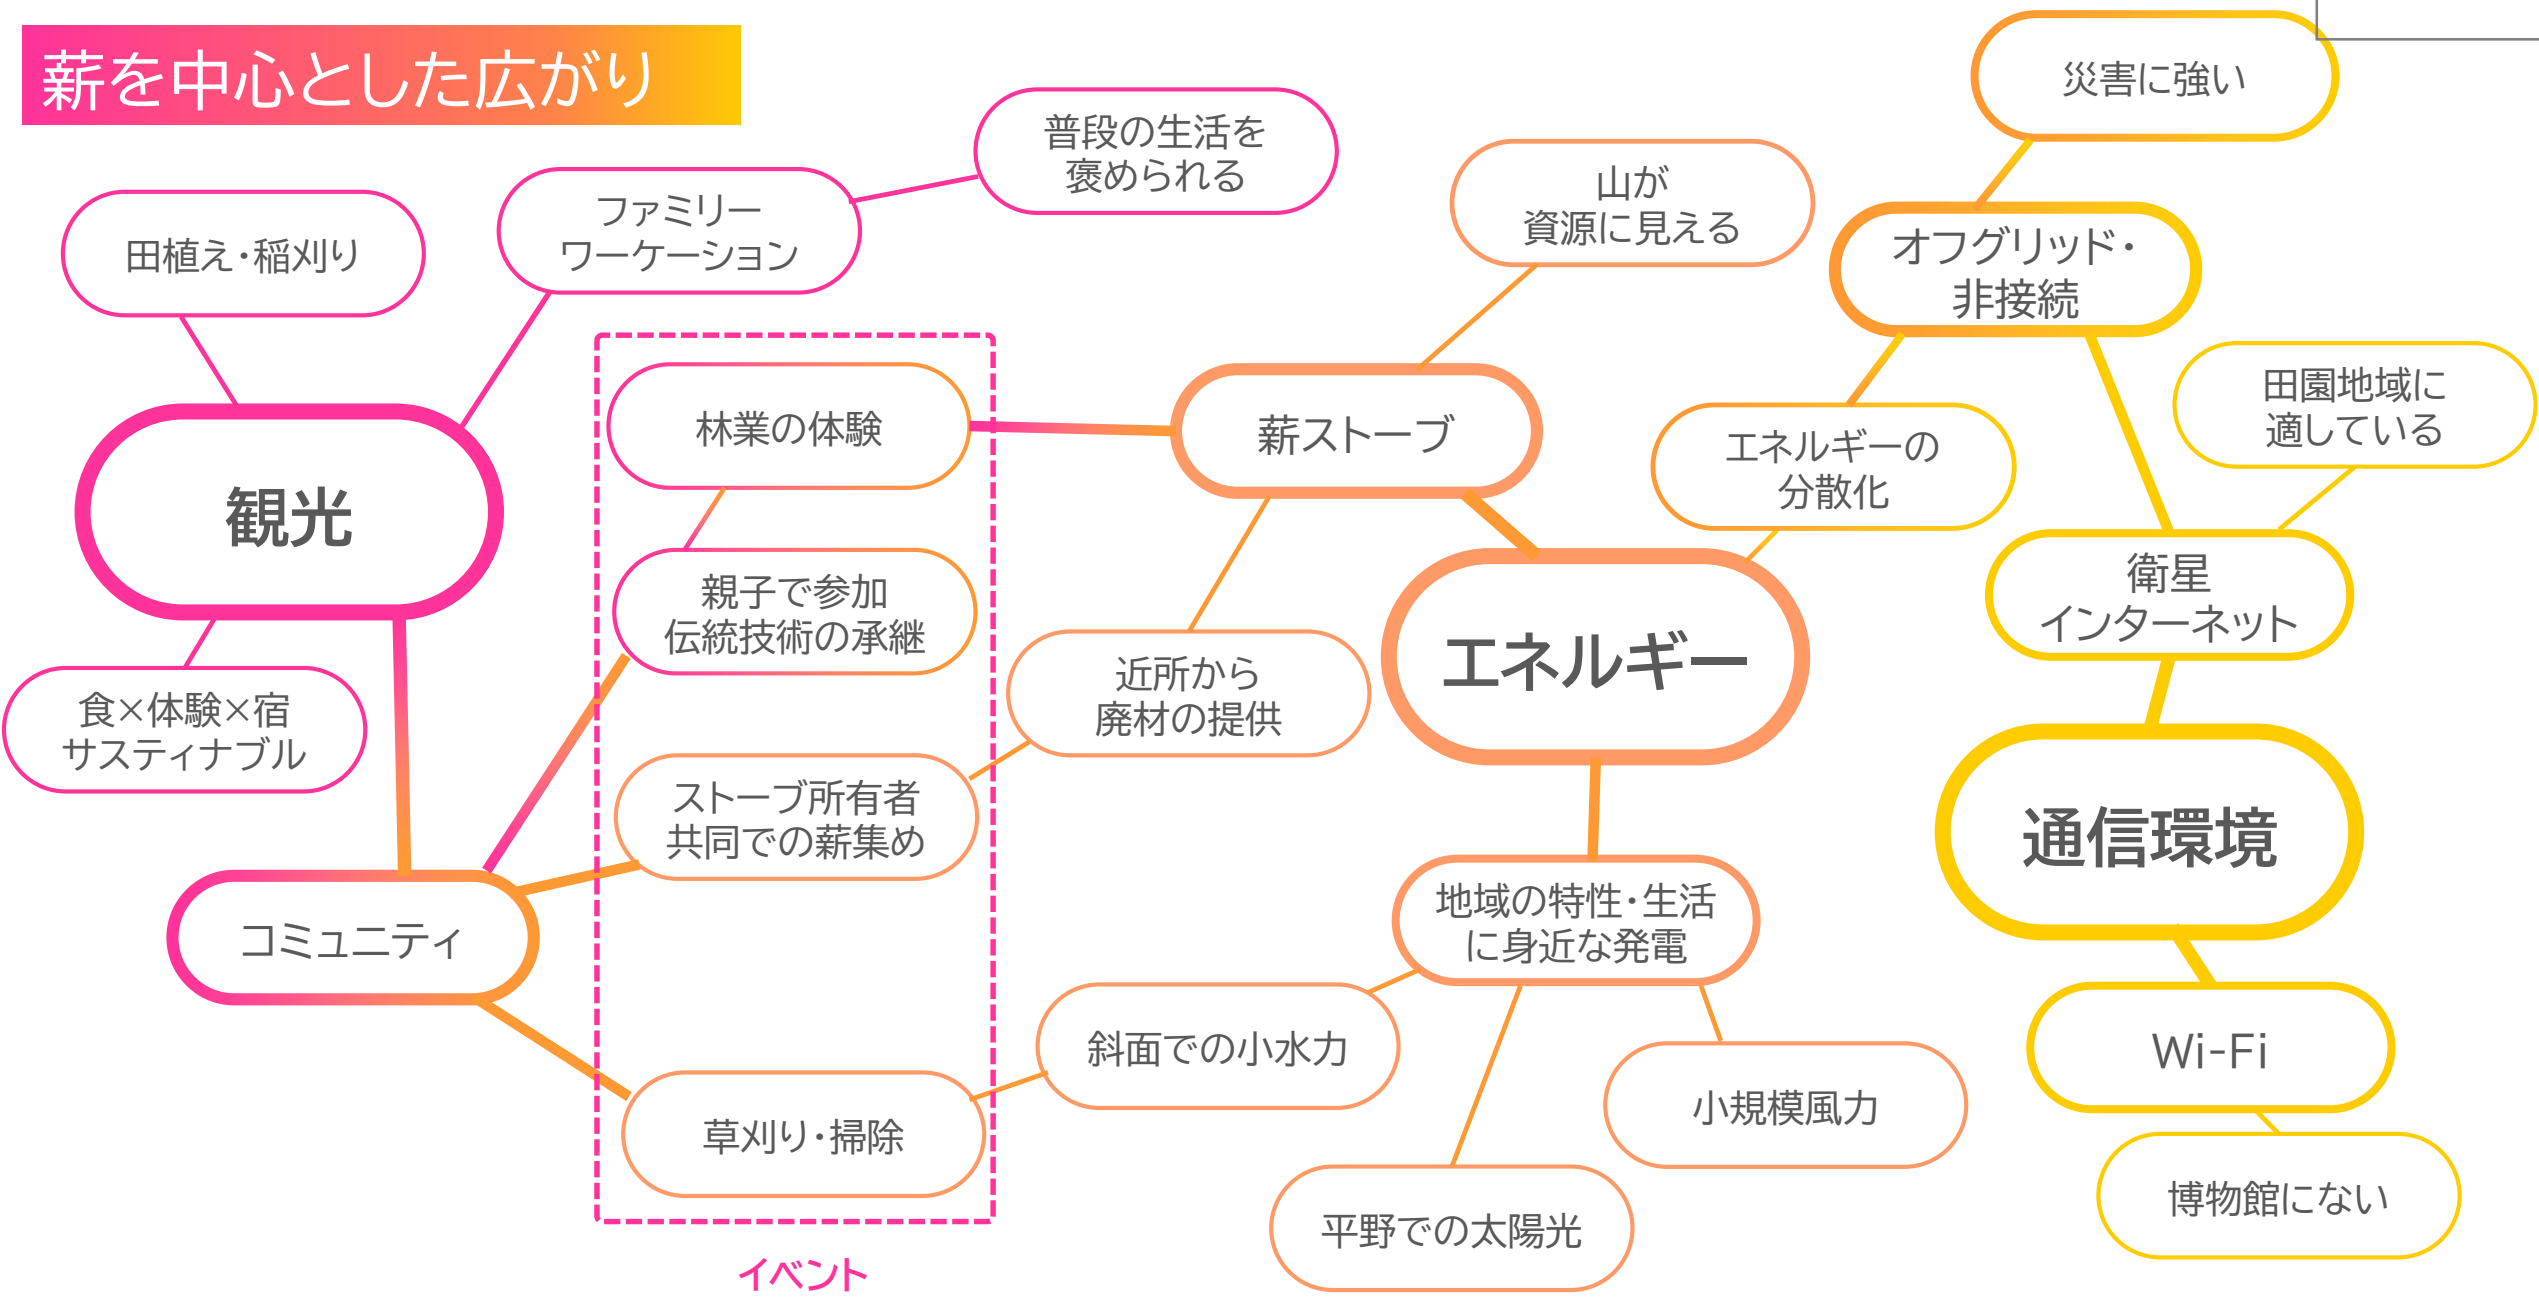 薪を中心とした広がり
災害に強い
普段の生活を
褒められる
山が
資源に見える
ファミリー
ワーケーション
田植え・稲刈り
オフグリッド・
非接続
田園地域に
適している
林業の体験
薪ストーブ
エネルギーの
分散化
観光
親子で参加
伝統技術の承継
衛星
インターネット
近所から
廃材の提供
エネルギー
食×体験×宿
サスティナブル
ストーブ所有者
共同での薪集め
通信環境
コミュニティ
地域の特性・生活
に身近な発電
斜面での小水力
Wi-Fi
小規模風力
草刈り・掃除
博物館にない
平野での太陽光
イベント